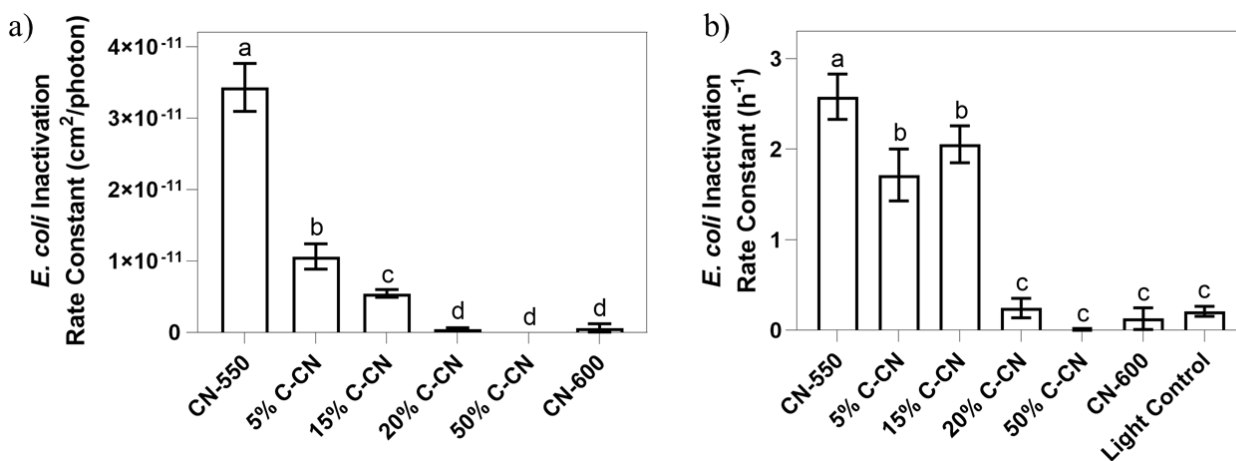 a)
E. coli Inactivation
Rate Constant (cm²/photon)
4×10⁻¹¹
3×10⁻¹¹
2×10⁻¹¹
1×10⁻¹¹
0
a
b
c
d
d
d
CN-550
5% C-CN
15% C-CN
20% C-CN
50% C-CN
CN-600
b)
E. coli Inactivation
Rate Constant (h⁻¹)
3
2
1
0
a
b
b
c
c
c
c
CN-550
5% C-CN
15% C-CN
20% C-CN
50% C-CN
CN-600
Light Control